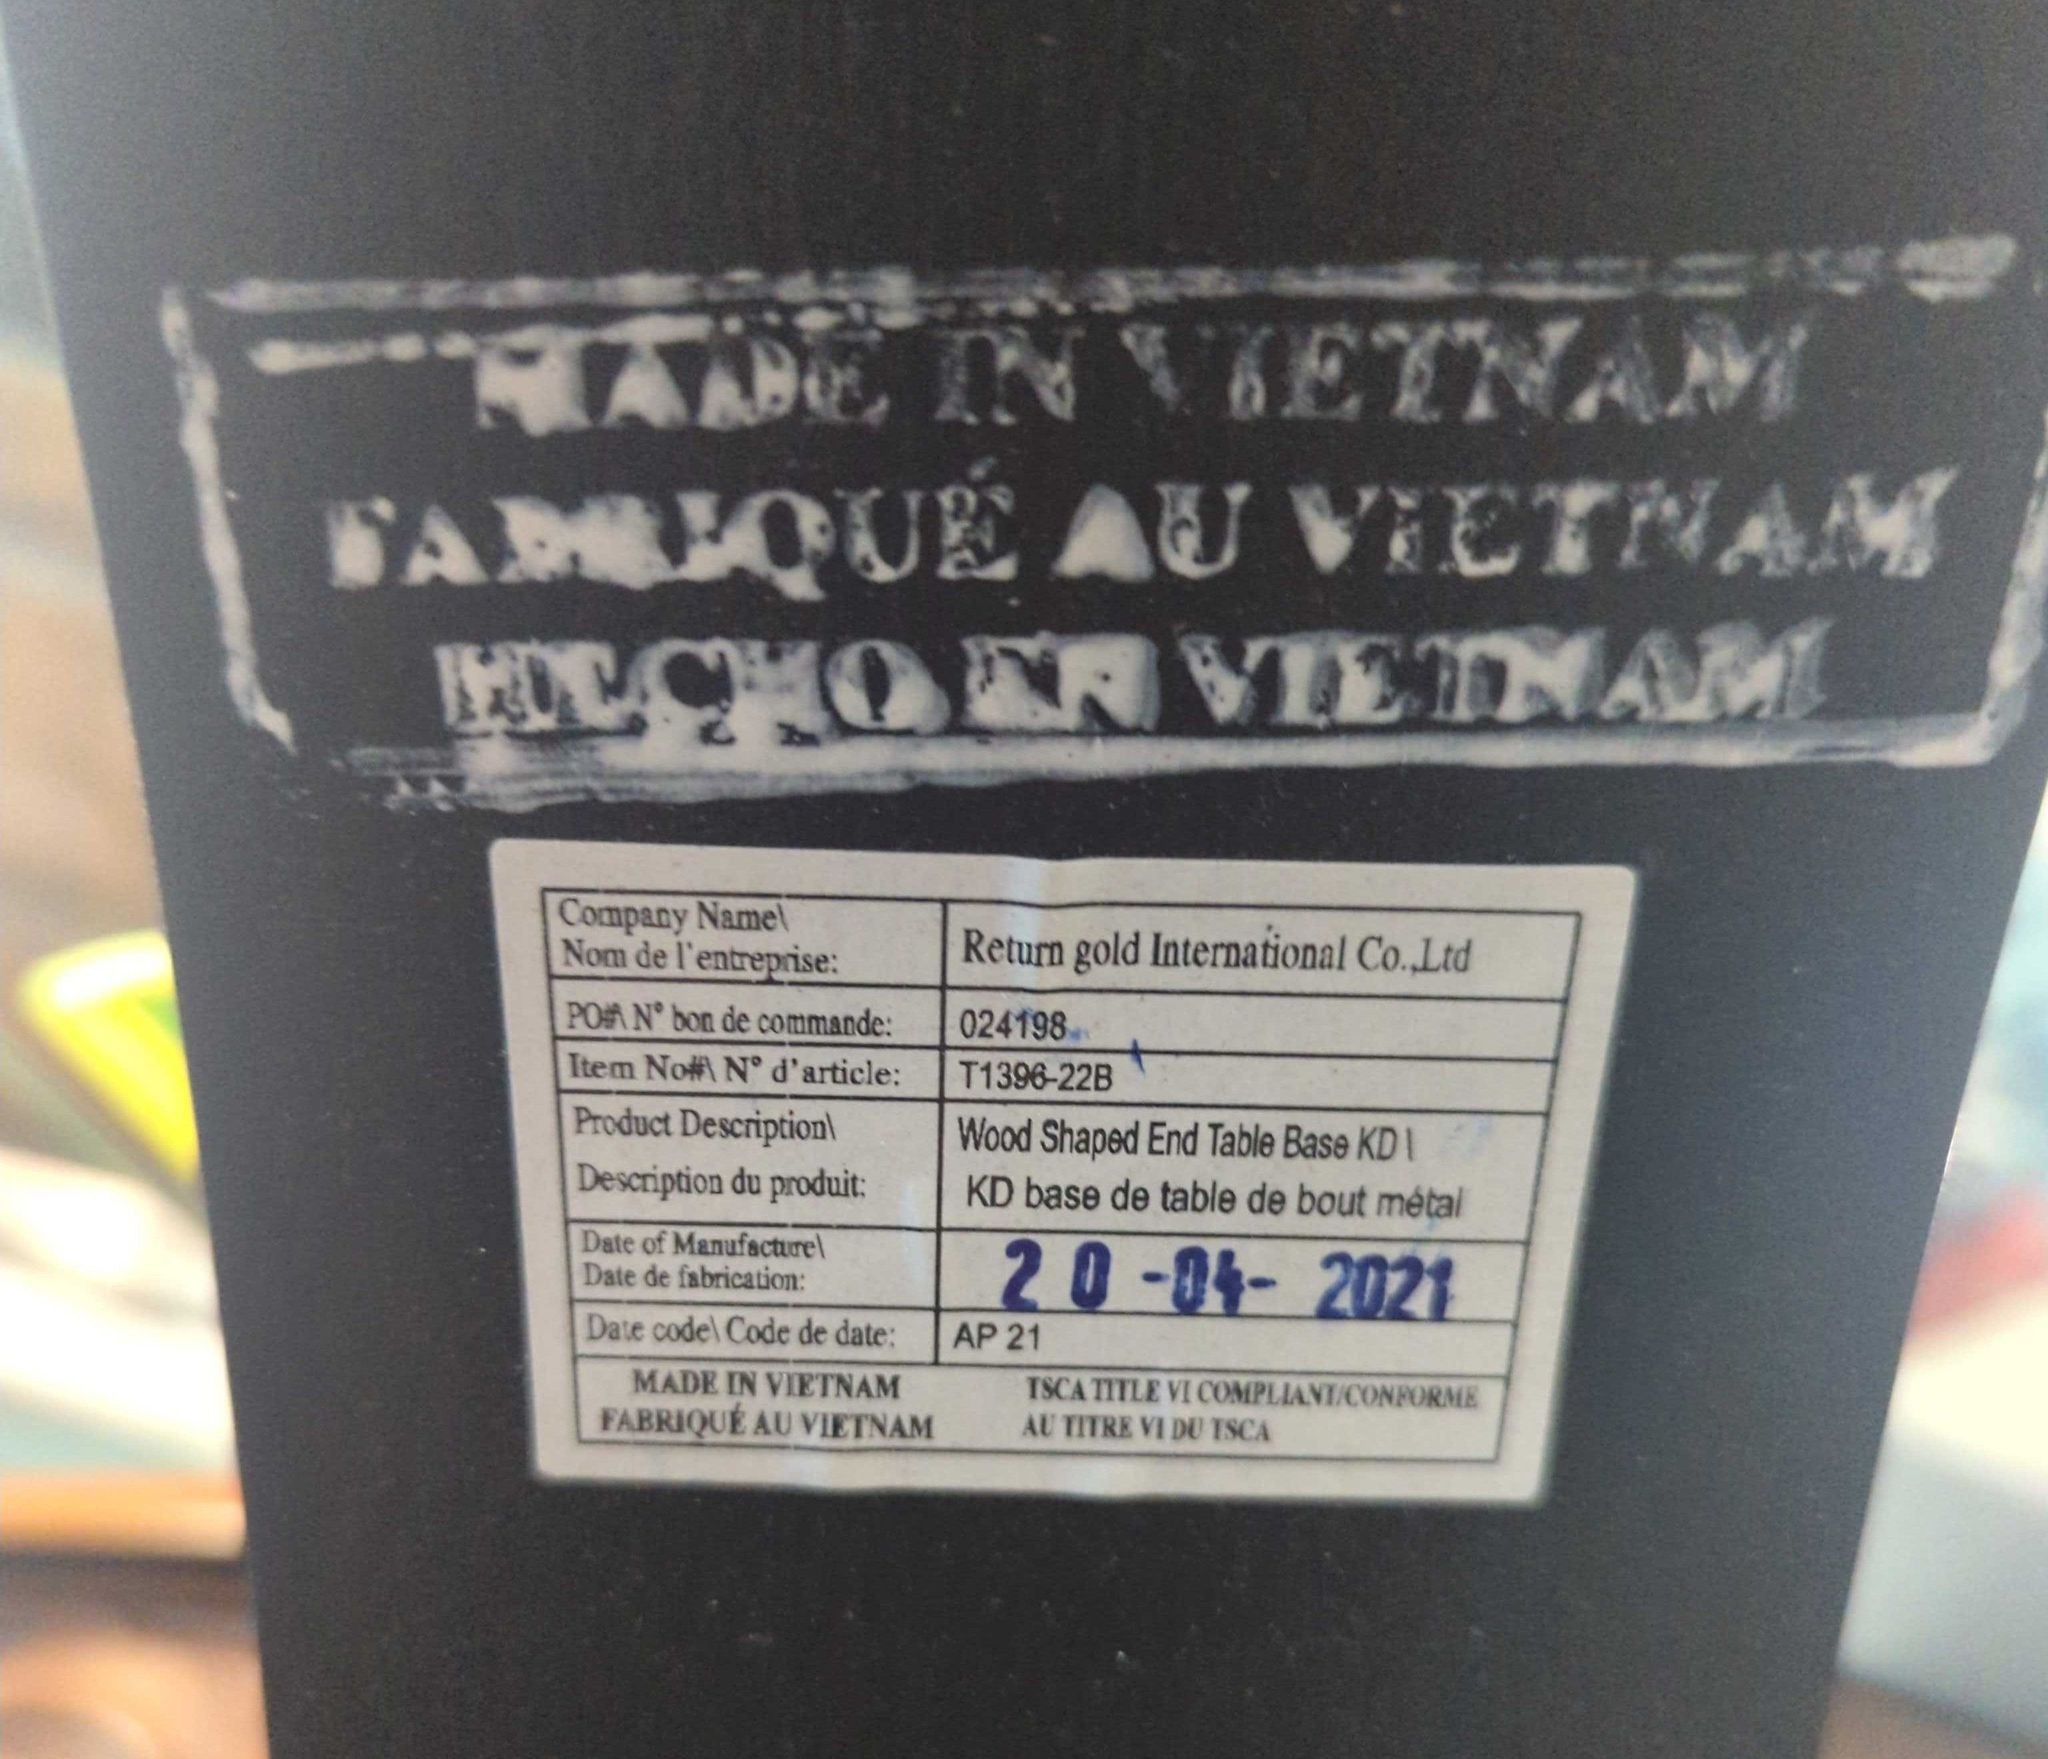 MADE IN VIETNAM
FABRIQUÉ AU VIETNAM
HECHO EN VIETNAM
Company Name\
Nom de l'entreprise:
Return gold International Co.,Ltd
PO#\ N° bon de commande:
024198
Item No#\ N° d'article:
T1396-22B
Product Description\
Description du produit:
Wood Shaped End Table Base KD \
KD base de table de bout métal
Date of Manufacture\
Date de fabrication:
20-04-2021
Date code\ Code de date:
AP 21
MADE IN VIETNAM
FABRIQUÉ AU VIETNAM
TSCA TITLE VI COMPLIANT/CONFORME
AU TITRE VI DU TSCA